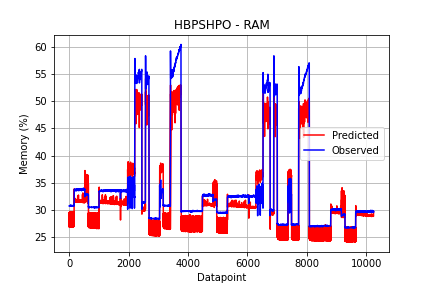 HBPSHPO - RAM
Memory (%)
60
55
50
45
40
35
30
25
Predicted
Observed
0
2000
4000
6000
8000
10000
Datapoint